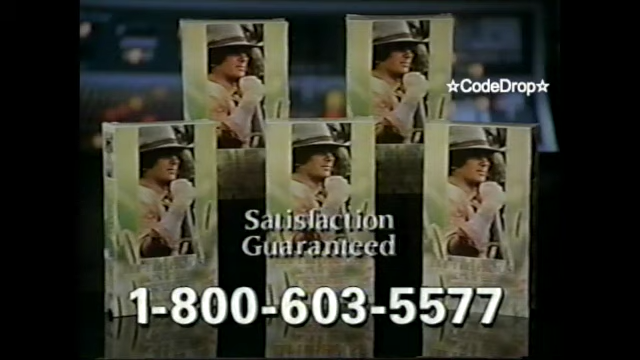 ☆CodeDrop☆
Satisfaction
Guaranteed
1-800-603-5577